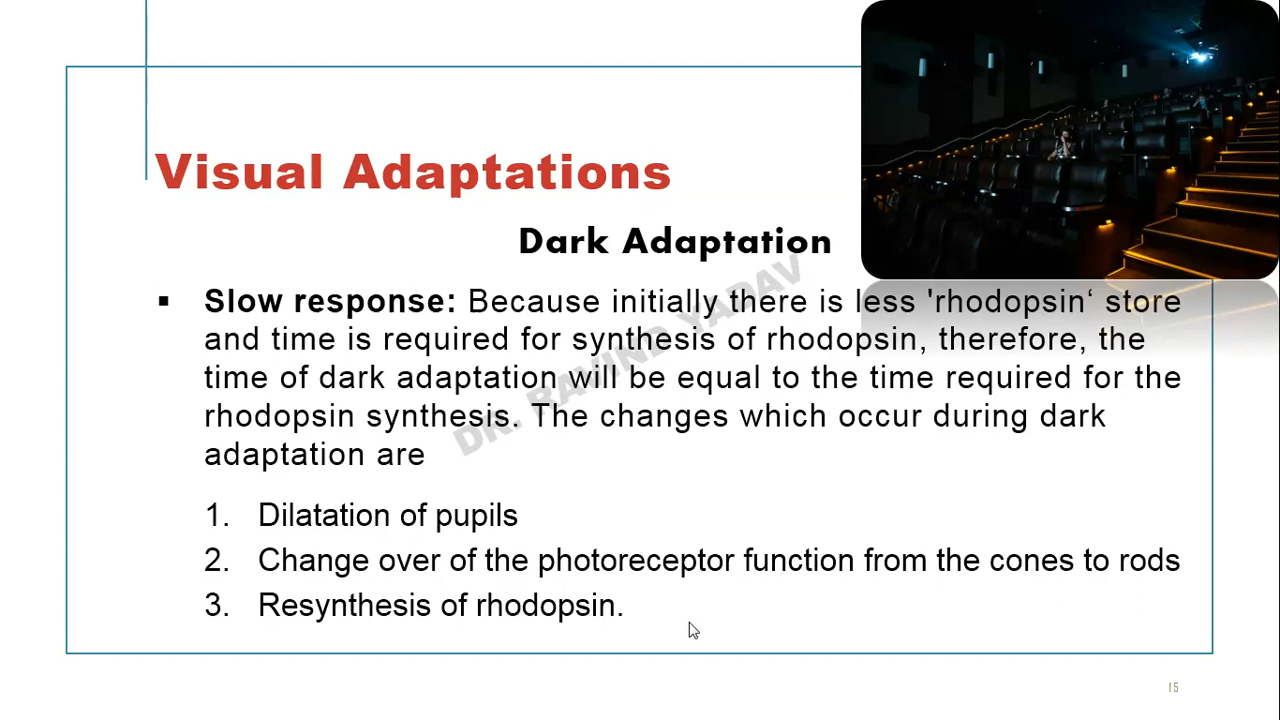 Visual Adaptations
Dark Adaptation
▪ Slow response: Because initially there is less 'rhodopsin‘ store
and time is required for synthesis of rhodopsin, therefore, the
time of dark adaptation will be equal to the time required for the
rhodopsin synthesis. The changes which occur during dark
adaptation are
1. Dilatation of pupils
2. Change over of the photoreceptor function from the cones to rods
3. Resynthesis of rhodopsin.
DR. RAVIND YADAV
15